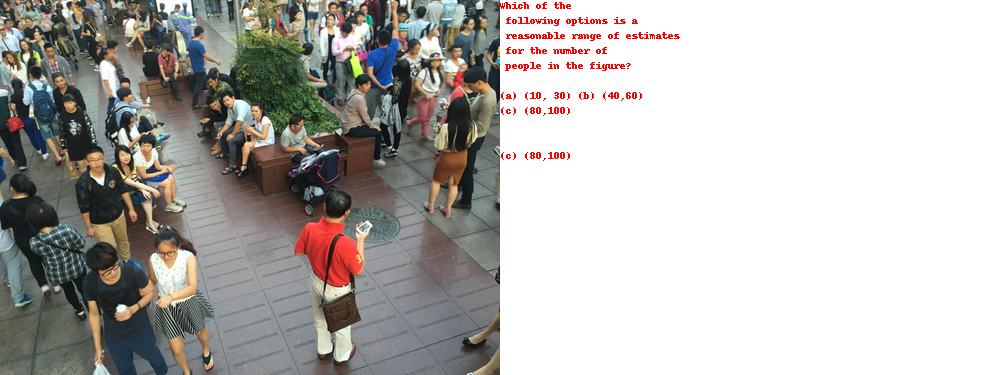 Which of the
following options is a
reasonable range of estimates
for the number of
people in the figure?
(a) (10, 30) (b) (40,60)
(c) (80,100)
(c) (80,100)